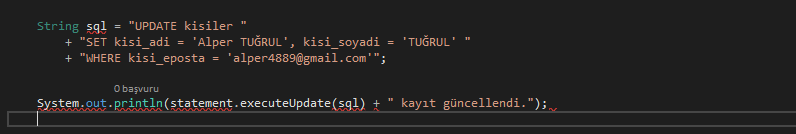 String sql = "UPDATE kisiler "
+ "SET kisi_adi = 'Alper TUĞRUL', kisi_soyadi = 'TUĞRUL' "
+ "WHERE kisi_eposta = 'alper4889@gmail.com'";
0 başvuru
System.out.println(statement.executeUpdate(sql) + " kayıt güncellendi.");